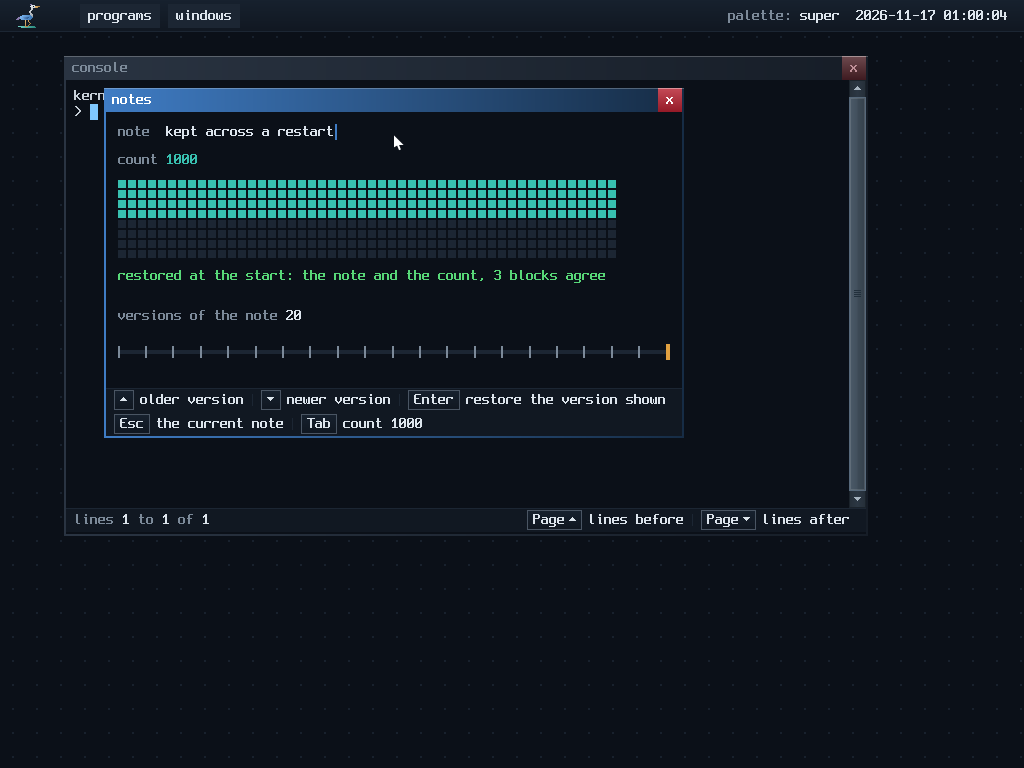 programs windows palette: super 2026-11-17 01:00:04
console x
kern
>
notes x
note kept across a restart
count 1000
restored at the start: the note and the count, 3 blocks agree
versions of the note 20
older version newer version Enter restore the version shown
Esc the current note Tab count 1000
lines 1 to 1 of 1 Page lines before Page lines after